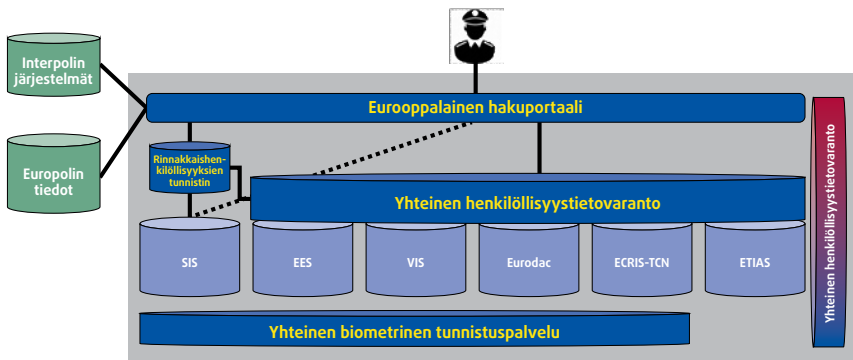 Interpolin
järjestelmät
Eurooppalainen hakuportaali
Europolin
tiedot
Rinnakkaishen-
kilöllisyyksien
tunnistin
Yhteinen henkilöllisyystietovaranto
SIS
EES
VIS
Eurodac
ECRIS-TCN
ETIAS
Yhteinen biometrinen tunnistuspalvelu
Yhteinen henkilöllisyystietovaranto